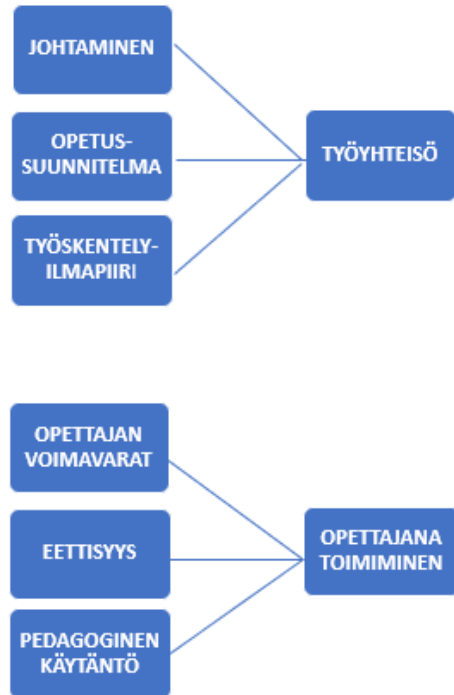 JOHTAMINEN
OPETUS-
SUUNNITELMA
TYÖYHTEISÖ
TYÖSKENTELY-
ILMAPIIRI
OPETTAJAN
VOIMAVARAT
EETTISYYS
OPETTAJANA
TOIMIMINEN
PEDAGOGINEN
KÄYTÄNTÖ